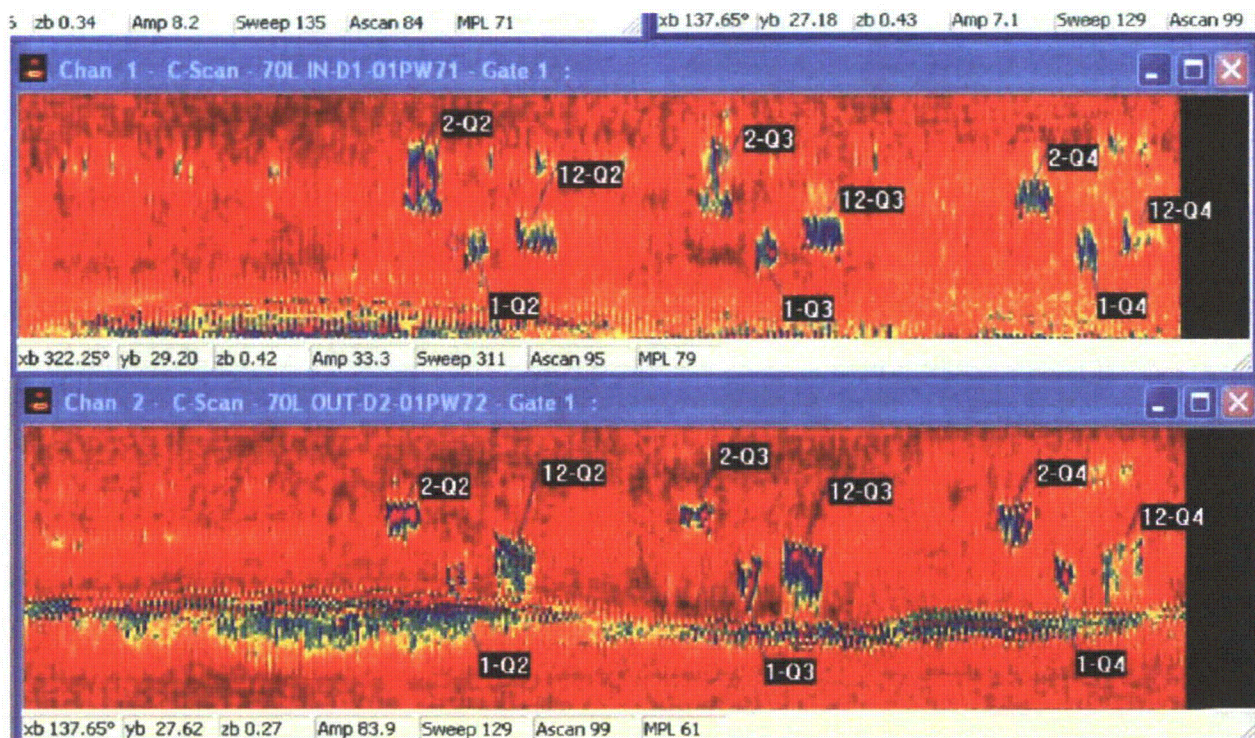 zb 0.34 Amp 8.2 Sweep 135 Ascan 84 MPL 71
xb 137.65° yb 27.18 zb 0.43 Amp 7.1 Sweep 129 Ascan 99
Chan 1 - C-Scan - 70L IN-D1-01PW71 - Gate 1 :
2-Q2 2-Q3 2-Q4
12-Q2 12-Q3 12-Q4
1-Q2 1-Q3 1-Q4
xb 322.25° yb 29.20 zb 0.42 Amp 33.3 Sweep 311 Ascan 95 MPL 79
Chan 2 - C-Scan - 70L OUT-D2-01PW72 - Gate 1 :
2-Q2 12-Q2 2-Q3 12-Q3 2-Q4 12-Q4
1-Q2 1-Q3 1-Q4
xb 137.65° yb 27.62 zb 0.27 Amp 83.9 Sweep 129 Ascan 99 MPL 61